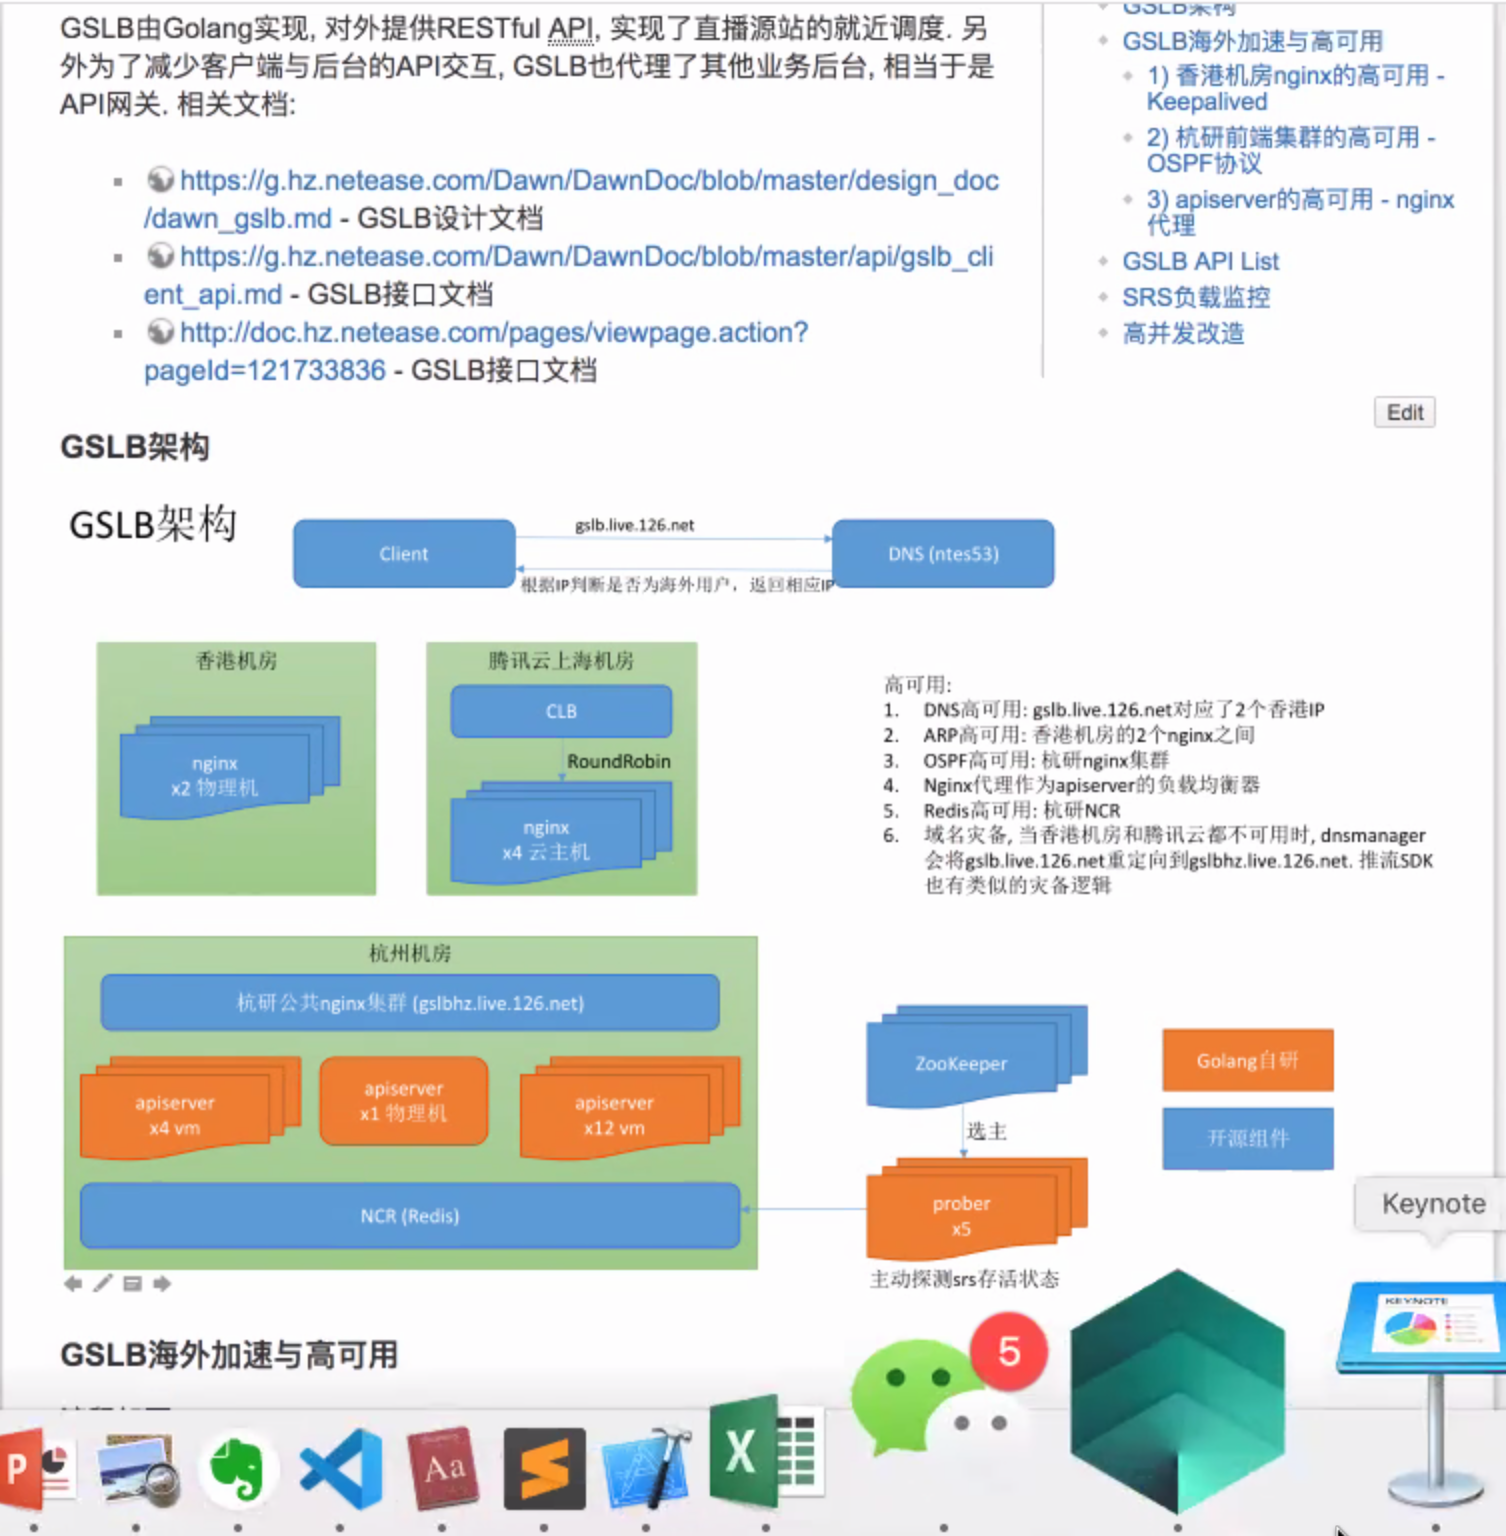 GSLB由Golang实现, 对外提供RESTful API, 实现了直播源站的就近调度. 另
外为了减少客户端与后台的API交互, GSLB也代理了其他业务后台, 相当于是
API网关. 相关文档:
https://g.hz.netease.com/Dawn/DawnDoc/blob/master/design_doc
/dawn_gslb.md - GSLB设计文档
https://g.hz.netease.com/Dawn/DawnDoc/blob/master/api/gslb_cli
ent_api.md - GSLB接口文档
http://doc.hz.netease.com/pages/viewpage.action?
pageId=121733836 - GSLB接口文档
GSLB架构
GSLB海外加速与高可用
1) 香港机房nginx的高可用 -
Keepalived
2) 杭研前端集群的高可用 -
OSPF协议
3) apiserver的高可用 - nginx
代理
GSLB API List
SRS负载监控
高并发改造
Edit
GSLB架构
GSLB架构
Client
gslb.live.126.net
DNS (ntes53)
根据IP判断是否为海外用户，返回相应IP
香港机房
nginx
x2 物理机
腾讯云上海机房
CLB
RoundRobin
nginx
x4 云主机
高可用:
1. DNS高可用: gslb.live.126.net对应了2个香港IP
2. ARP高可用: 香港机房的2个nginx之间
3. OSPF高可用: 杭研nginx集群
4. Nginx代理作为apiserver的负载均衡器
5. Redis高可用: 杭研NCR
6. 域名灾备, 当香港机房和腾讯云都不可用时, dnsmanager
会将gslb.live.126.net重定向到gslbhz.live.126.net. 推流SDK
也有类似的灾备逻辑
杭州机房
杭研公共nginx集群 (gslbhz.live.126.net)
apiserver
x4 vm
apiserver
x1 物理机
apiserver
x12 vm
NCR (Redis)
ZooKeeper
选主
prober
x5
主动探测srs存活状态
Golang自研
开源组件
Keynote
GSLB海外加速与高可用
5
KEYNOTE
P
Aa
X